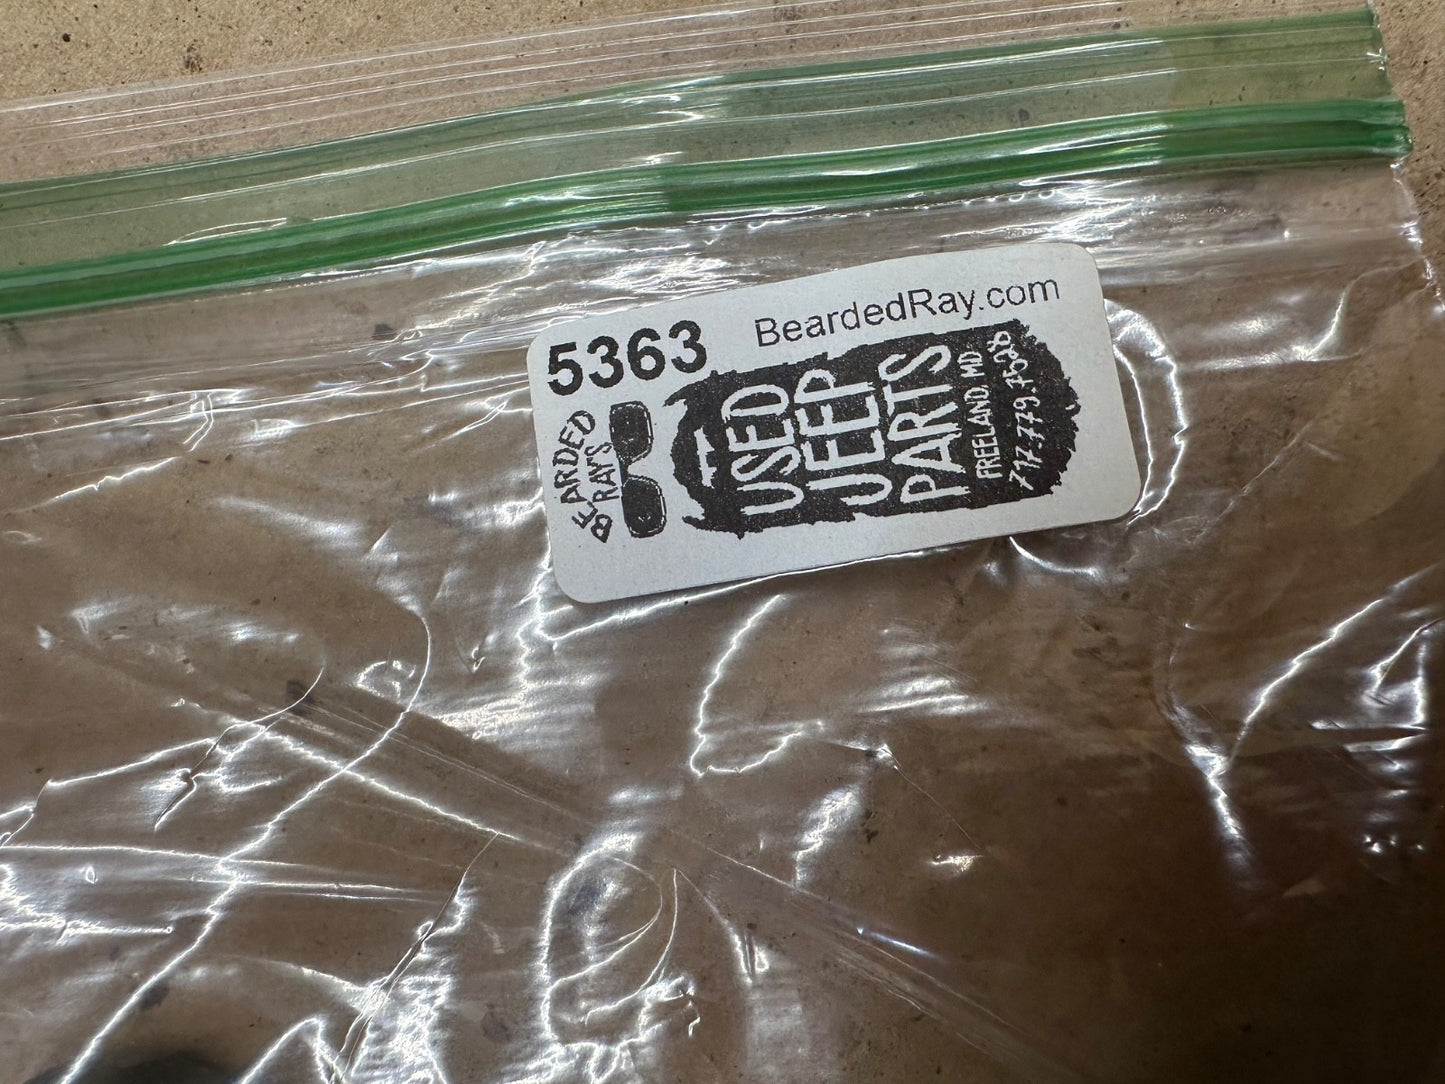 5363
BeardedRay.com
BEARDED
RAY'S
USED
JEEP
PARTS
FREELAND, MD
717.779.7528